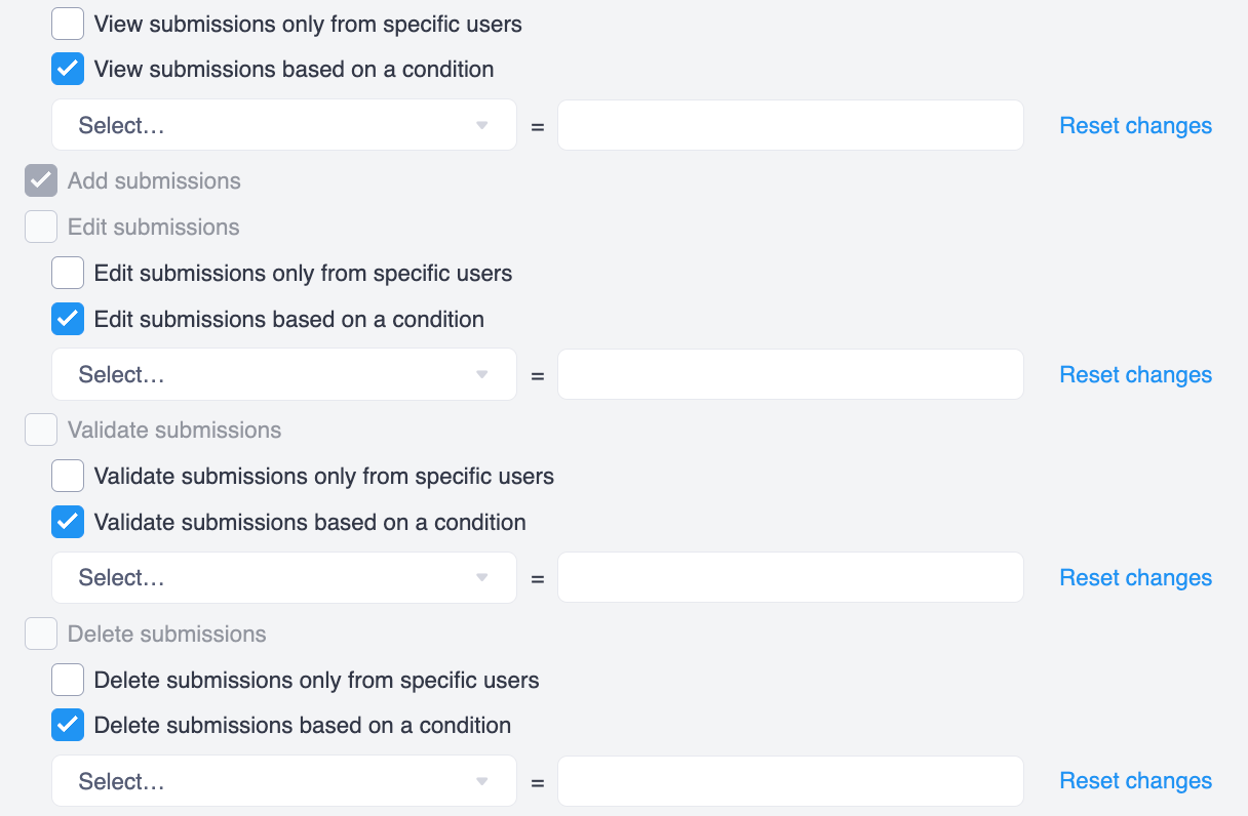 View submissions only from specific users
View submissions based on a condition
Select... = Reset changes
Add submissions
Edit submissions
Edit submissions only from specific users
Edit submissions based on a condition
Select... = Reset changes
Validate submissions
Validate submissions only from specific users
Validate submissions based on a condition
Select... = Reset changes
Delete submissions
Delete submissions only from specific users
Delete submissions based on a condition
Select... = Reset changes